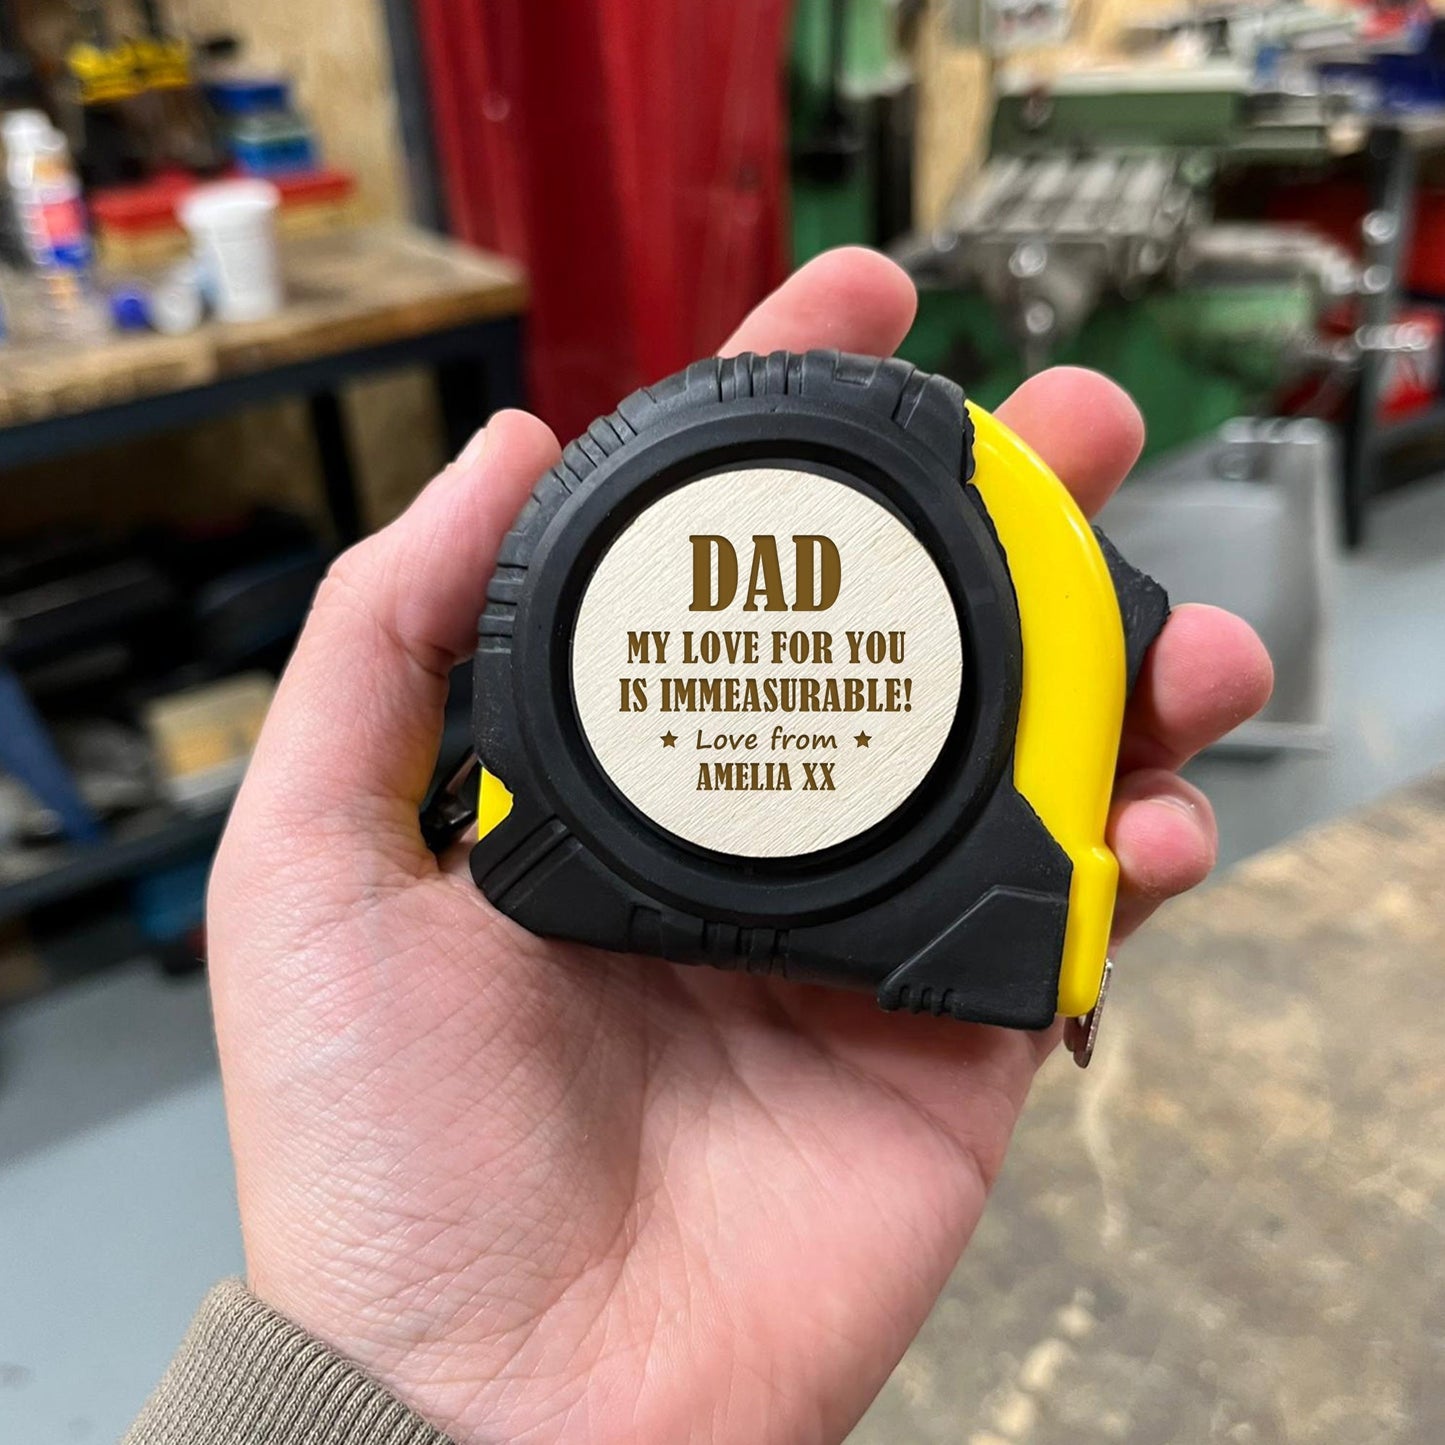 DAD
MY LOVE FOR YOU
IS IMMEASURABLE!
★ Love from ★
AMELIA XX